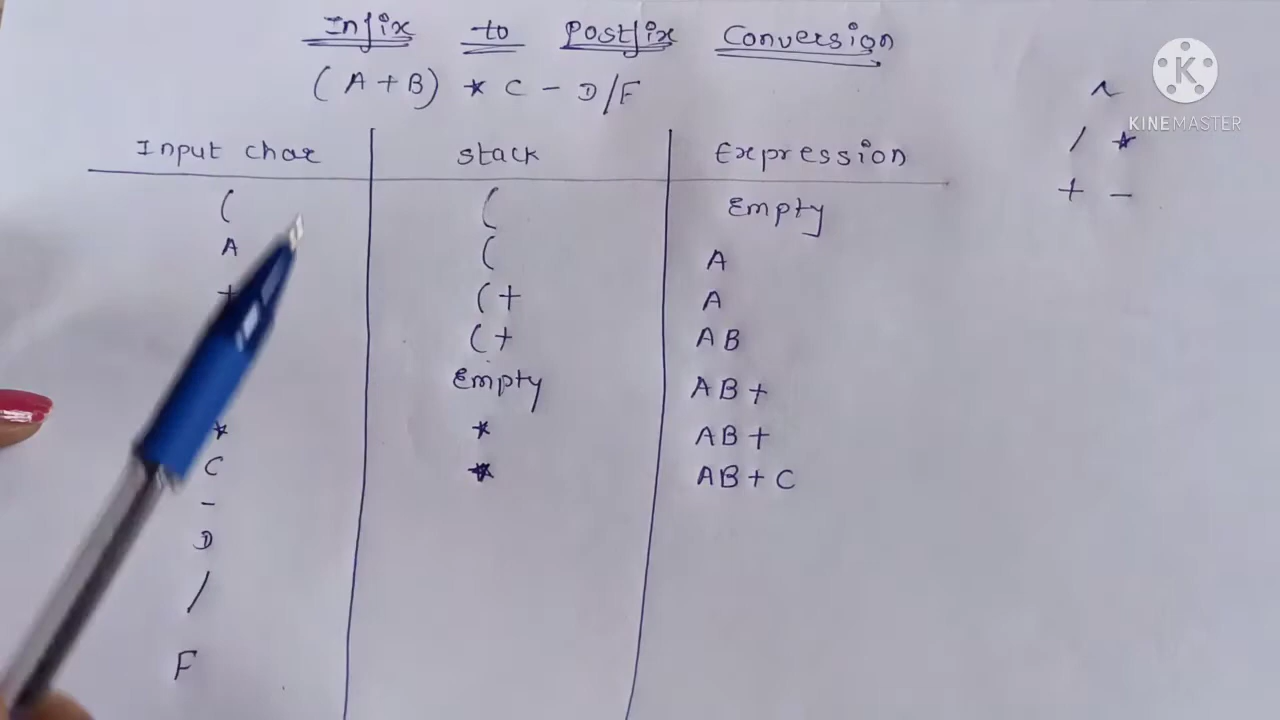 Infix to Postfix Conversion
(A+B) * C - D/F
^
KINEMASTER
/ *
+ -
Input char stack Expression
( ( Empty
A ( A
+ (+ A
(+ AB
Empty AB+
* * AB+
C * AB+C
-
D
/
F